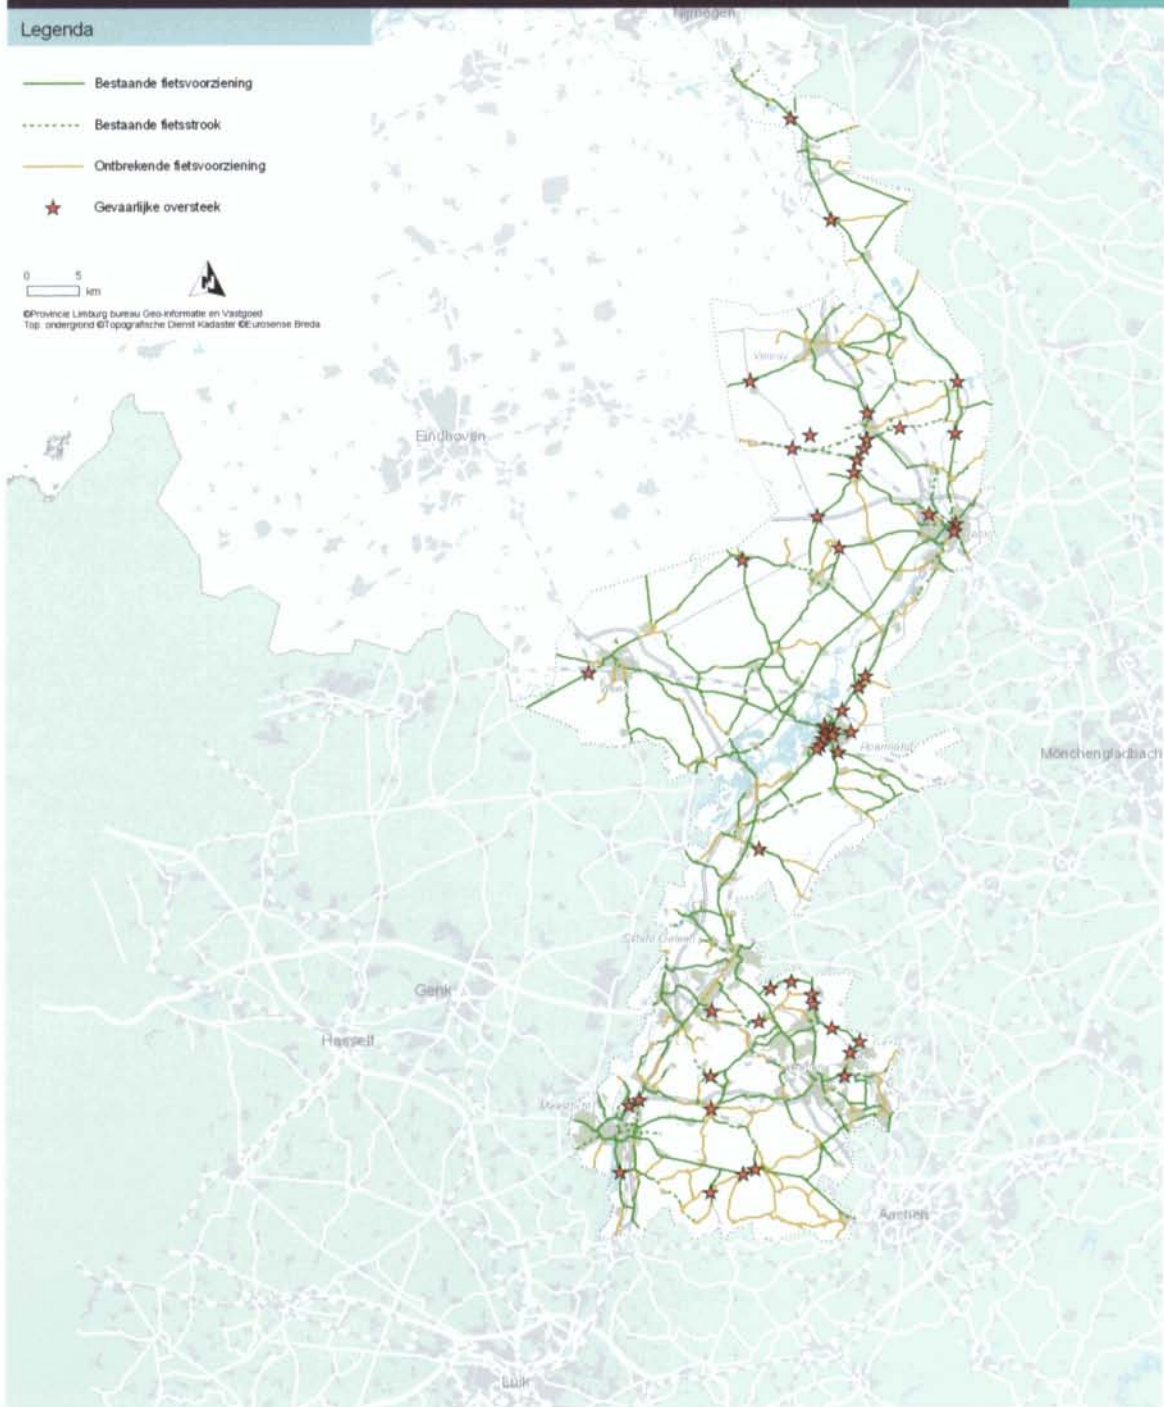 Legenda
Bestaande fietsvoorziening
Bestaande fietsstrook
Ontbrekende fietsvoorziening
Gevaarlijke oversteek
0 5
km
N
©Provincie Limburg bureau Geo-informatie en Vastgoed
Top. ondergrond ©Topografische Dienst Kadaster ©Eurosense Breda
Nijmegen
Venray
Eindhoven
Roermond
Mönchengladbach
Genk
Hasselt
Maastricht
Aachen
Luik